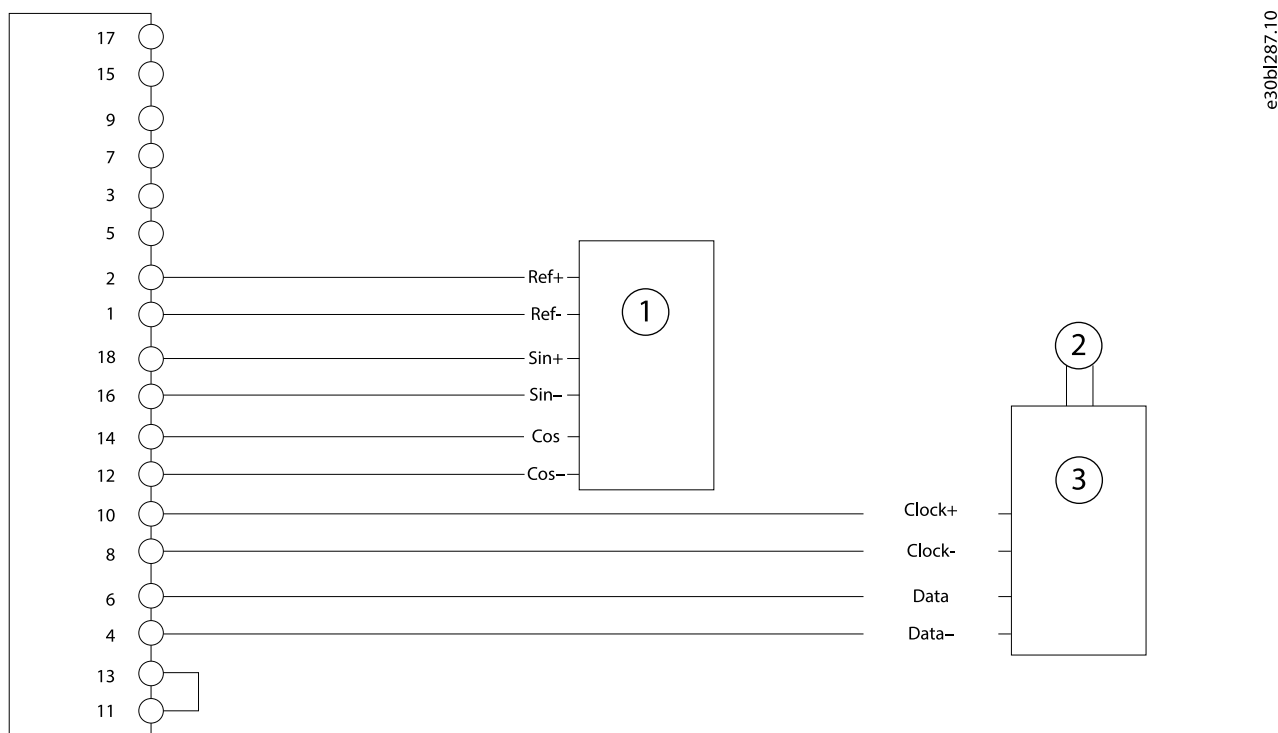 e30bl287.10
17
15
9
7
3
5
2 Ref+
1 Ref-
1
18 Sin+
16 Sin–
2
14 Cos
12 Cos–
3
10 Clock+
8 Clock-
6 Data
4 Data–
13
11